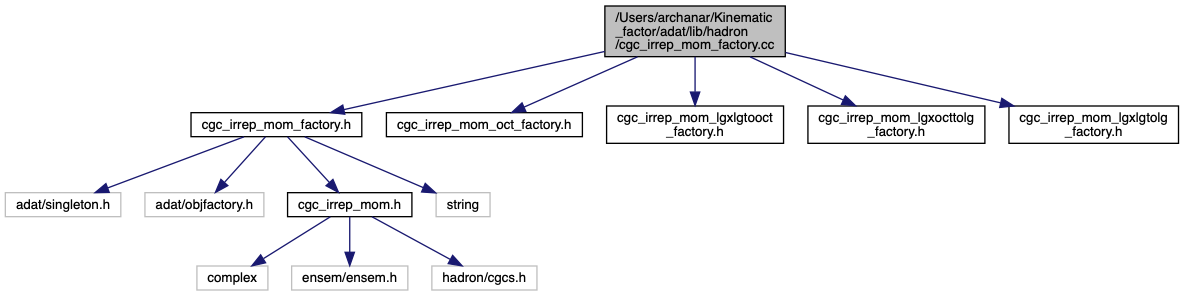 /Users/archanar/Kinematic
_factor/adat/lib/hadron
/cgc_irrep_mom_factory.cc
cgc_irrep_mom_factory.h
cgc_irrep_mom_oct_factory.h
cgc_irrep_mom_lgxlgtooct
_factory.h
cgc_irrep_mom_lgxocttolg
_factory.h
cgc_irrep_mom_lgxlgtolg
_factory.h
adat/singleton.h
adat/objfactory.h
cgc_irrep_mom.h
string
complex
ensem/ensem.h
hadron/cgcs.h